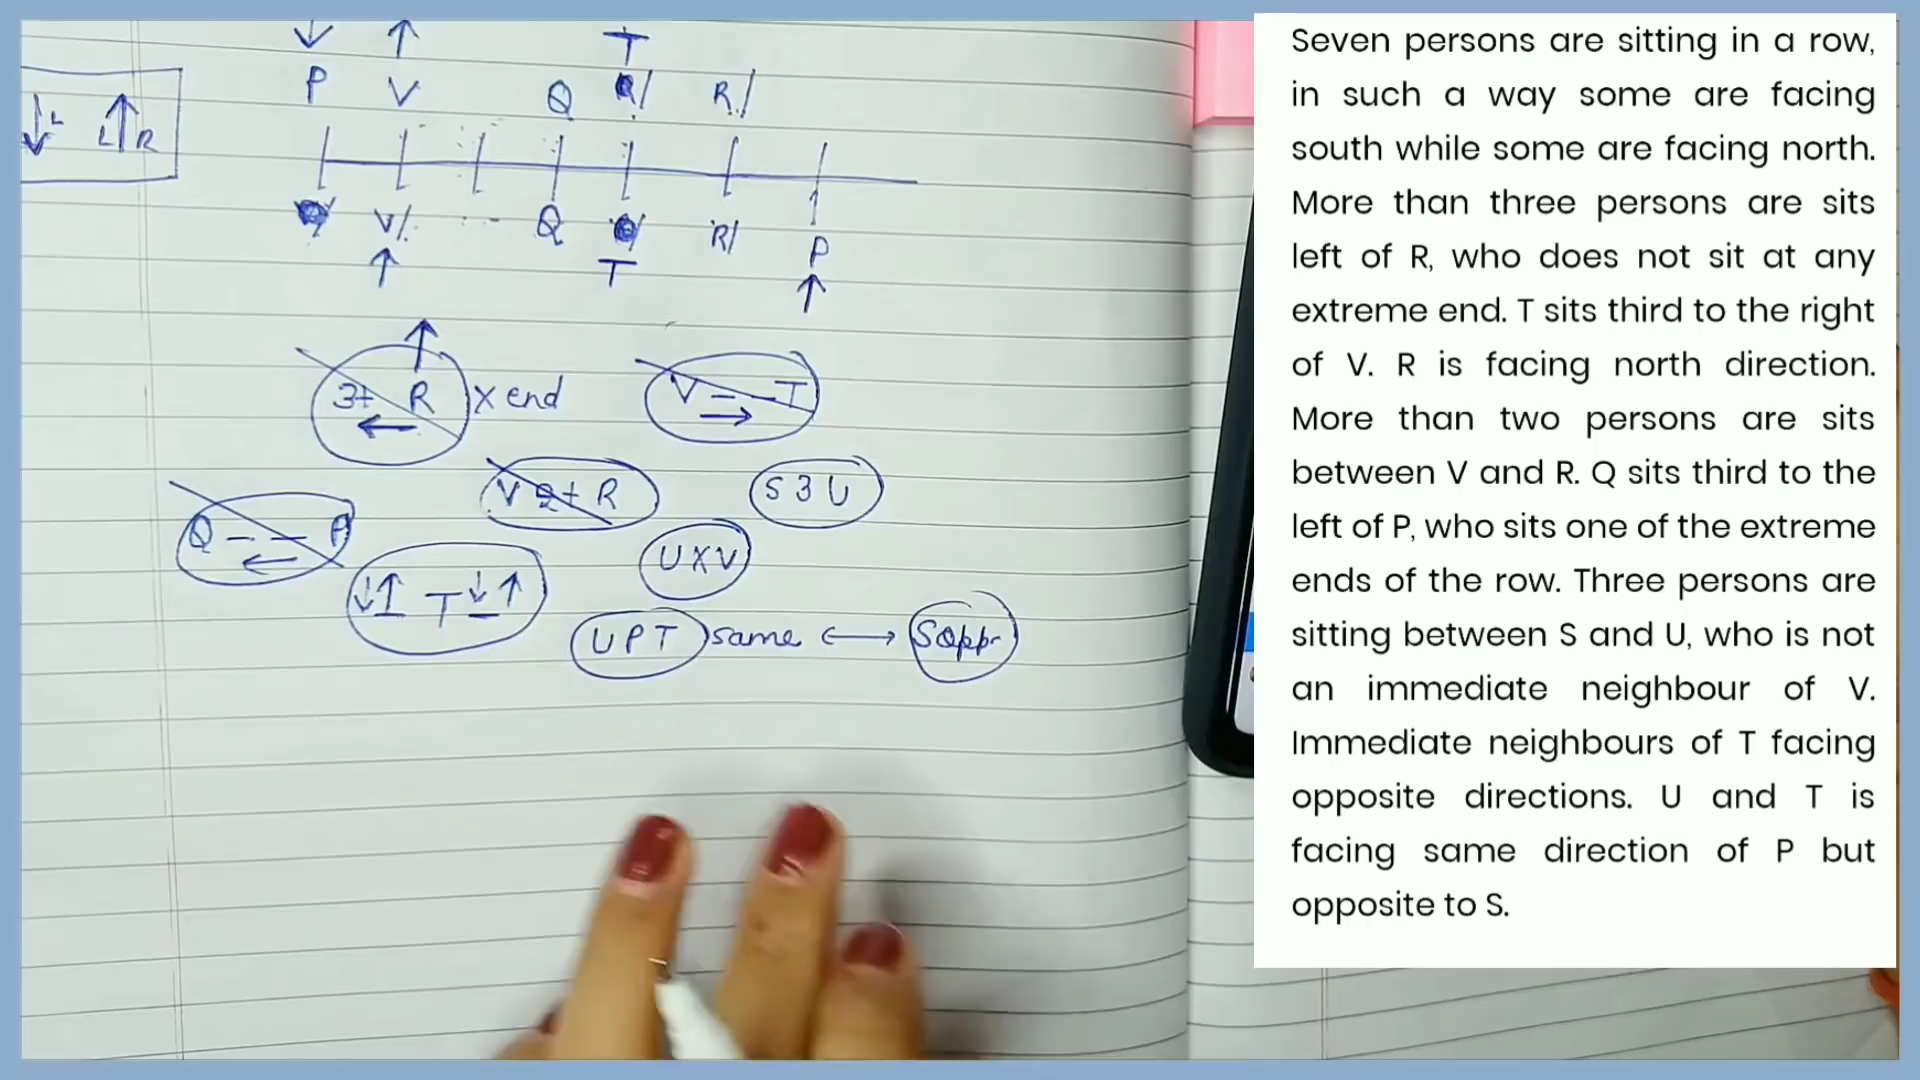 T
P V Q R R
L L R
V Q R P
T
3+ R X end
V - - T
V 2+ R
S 3 U
Q - - P
U X V
T
U P T same ⟷ S opp.
Seven persons are sitting in a row,
in such a way some are facing
south while some are facing north.
More than three persons are sits
left of R, who does not sit at any
extreme end. T sits third to the right
of V. R is facing north direction.
More than two persons are sits
between V and R. Q sits third to the
left of P, who sits one of the extreme
ends of the row. Three persons are
sitting between S and U, who is not
an immediate neighbour of V.
Immediate neighbours of T facing
opposite directions. U and T is
facing same direction of P but
opposite to S.